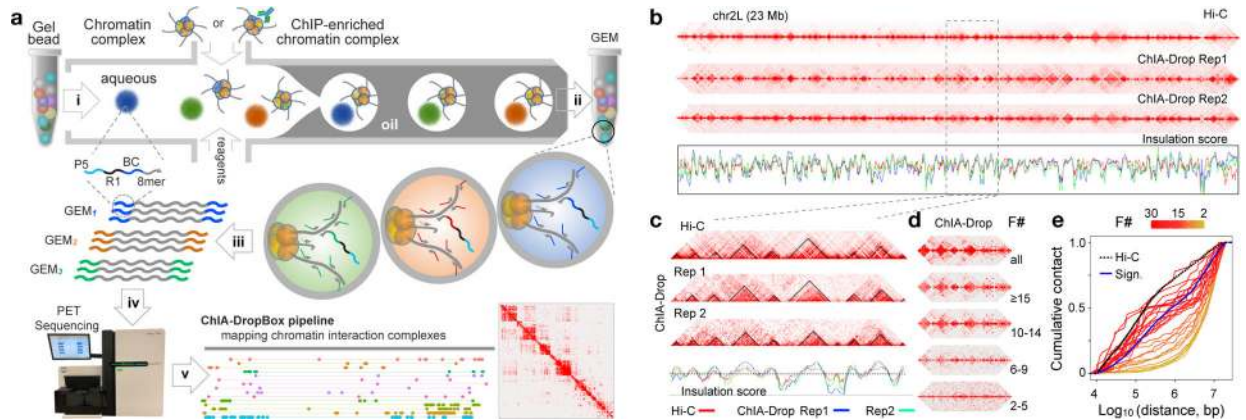 a
Gel
bead
Chromatin
complex
or
ChIP-enriched
chromatin complex
GEM
aqueous
i
ii
oil
reagents
P5
BC
R1
8mer
GEM₁
GEM₂
GEM₃
iii
iv
PET
Sequencing
v
ChIA-DropBox pipeline
mapping chromatin interaction complexes
b
chr2L (23 Mb)
Hi-C
ChIA-Drop Rep1
ChIA-Drop Rep2
Insulation score
c
Hi-C
Rep 1
Rep 2
ChIA-Drop
Insulation score
Hi-C
ChIA-Drop Rep1
Rep2
d
ChIA-Drop
F#
all
≥15
10-14
6-9
2-5
e
F#
30 15 2
Hi-C
Sign.
1.0
0.5
0
Cumulative contact
4 5 6 7
Log₁₀ (distance, bp)